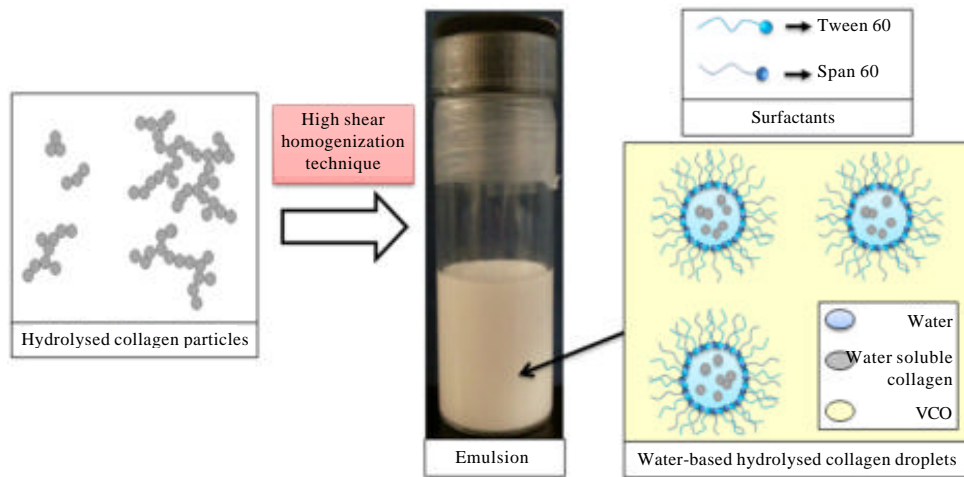 Hydrolysed collagen particles
High shear
homogenization
technique
Emulsion
Tween 60
Span 60
Surfactants
Water
Water soluble
collagen
VCO
Water-based hydrolysed collagen droplets